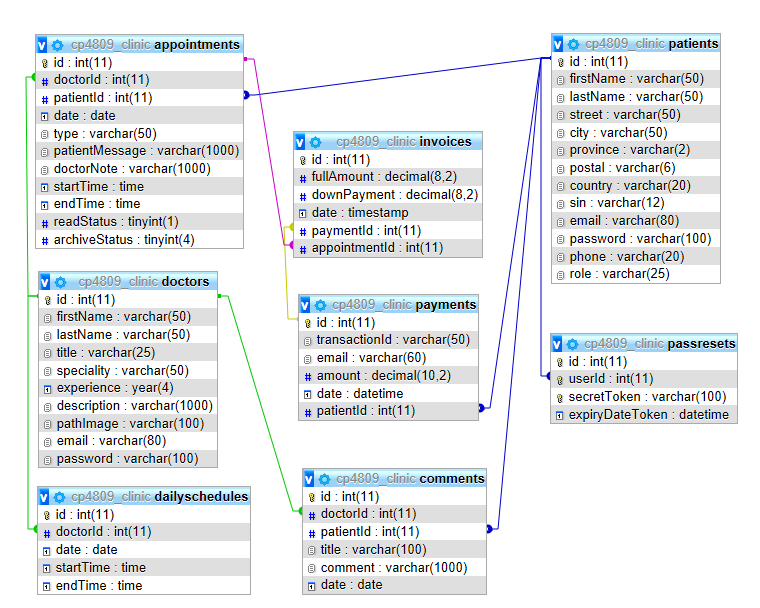 cp4809_clinic appointments
id : int(11)
doctorId : int(11)
patientId : int(11)
date : date
type : varchar(50)
patientMessage : varchar(1000)
doctorNote : varchar(1000)
startTime : time
endTime : time
readStatus : tinyint(1)
archiveStatus : tinyint(4)
cp4809_clinic doctors
id : int(11)
firstName : varchar(50)
lastName : varchar(50)
title : varchar(25)
speciality : varchar(50)
experience : year(4)
description : varchar(1000)
pathImage : varchar(100)
email : varchar(80)
password : varchar(100)
cp4809_clinic dailyschedules
id : int(11)
doctorId : int(11)
date : date
startTime : time
endTime : time
cp4809_clinic invoices
id : int(11)
fullAmount : decimal(8,2)
downPayment : decimal(8,2)
date : timestamp
paymentId : int(11)
appointmentId : int(11)
cp4809_clinic payments
id : int(11)
transactionId : varchar(50)
email : varchar(60)
amount : decimal(10,2)
date : datetime
patientId : int(11)
cp4809_clinic comments
id : int(11)
doctorId : int(11)
patientId : int(11)
title : varchar(100)
comment : varchar(1000)
date : date
cp4809_clinic patients
id : int(11)
firstName : varchar(50)
lastName : varchar(50)
street : varchar(50)
city : varchar(50)
province : varchar(2)
postal : varchar(6)
country : varchar(20)
sin : varchar(12)
email : varchar(80)
password : varchar(100)
phone : varchar(20)
role : varchar(25)
cp4809_clinic passresets
id : int(11)
userId : int(11)
secretToken : varchar(100)
expiryDateToken : datetime